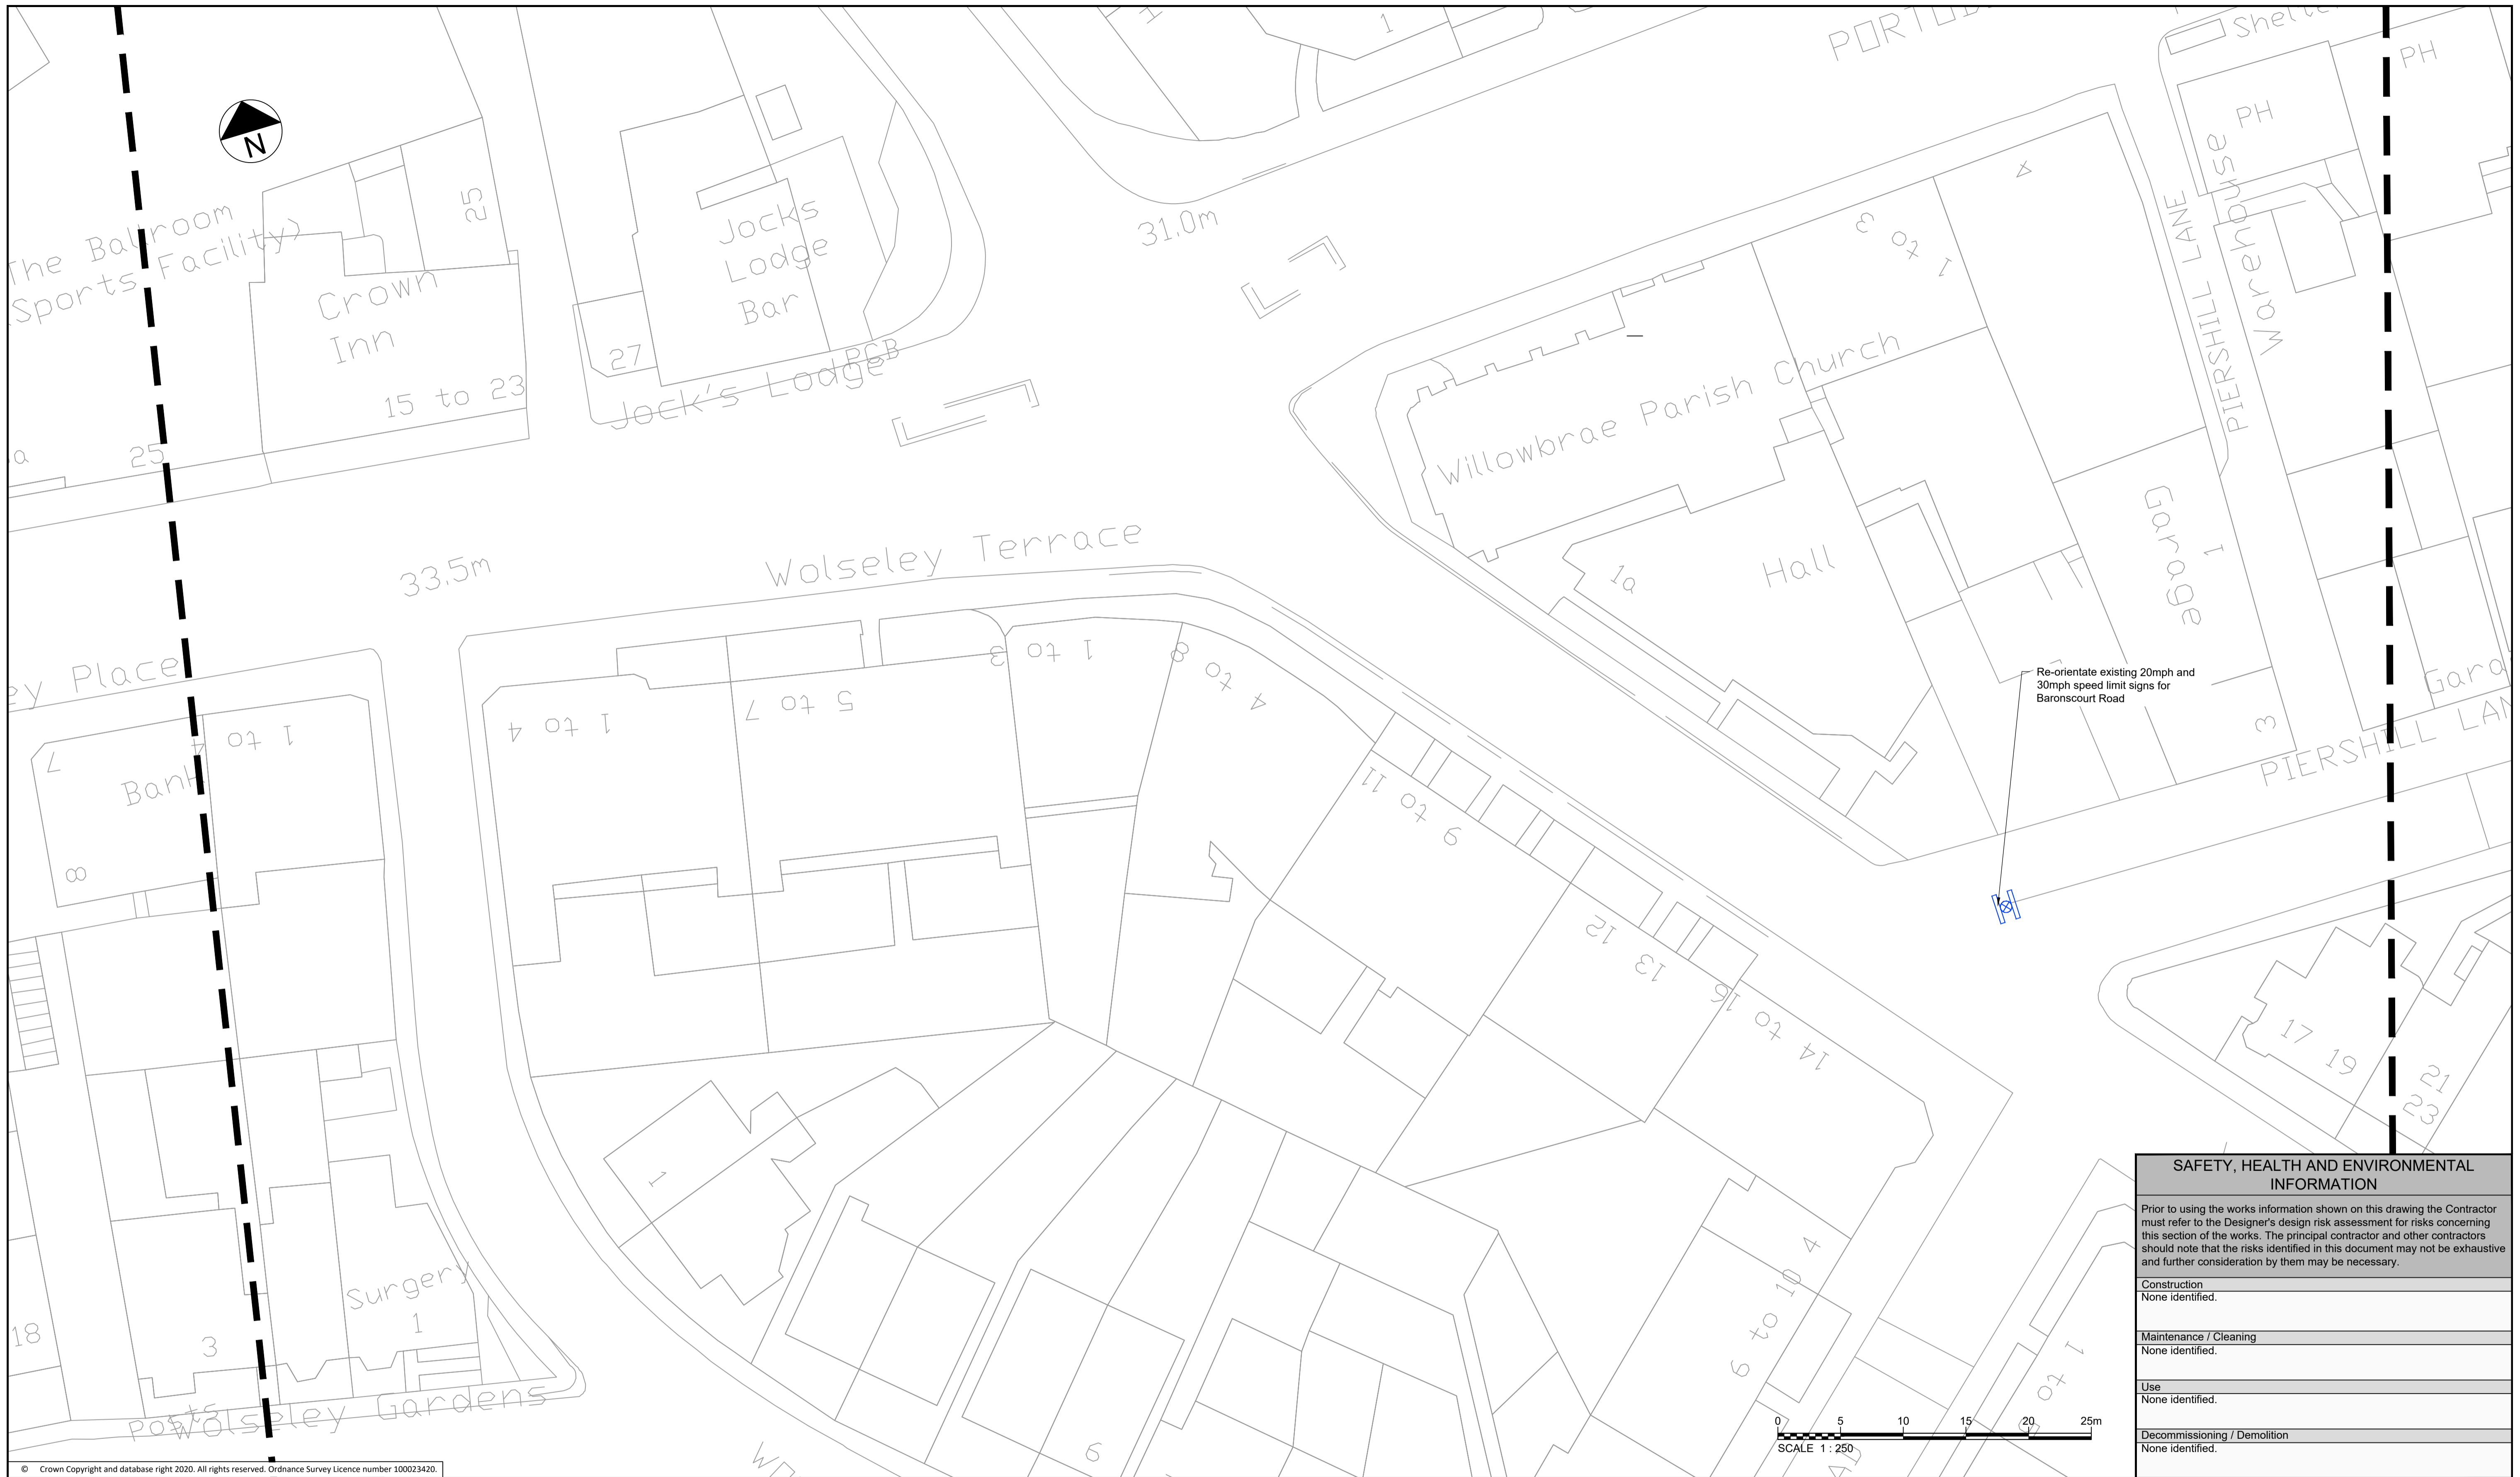 1
Shelte
PH
PH
4
N
25
The Ballroom
Sports Facility)
Crown
Inn
15 to 23
25
Jocks
Lodge
Bar
27
PCB
Jock's Lodge
31.0m
1 to 3
PIERSHILL LANE
Warehouse
Willowbrae Parish Church
Hall
1a
Garage
1
33.5m
Wolseley Terrace
ey Place
1 to 4
7
Bank
8
1 to 4
5 to 7
1 to 3
4 to 8
9 to 11
12
13
14 to 16
Re-orientate existing 20mph and
30mph speed limit signs for
Baronscourt Road
3
Gara
PIERSHILL LAN
17 19
21
23
1
Surgery
1
3
18
Posts
Wolseley Gardens
9
4
6 to 10
1 to
0 5 10 15 20 25m
SCALE 1 : 250
SAFETY, HEALTH AND ENVIRONMENTAL
INFORMATION
Prior to using the works information shown on this drawing the Contractor
must refer to the Designer's design risk assessment for risks concerning
this section of the works. The principal contractor and other contractors
should note that the risks identified in this document may not be exhaustive
and further consideration by them may be necessary.
Construction
None identified.
Maintenance / Cleaning
None identified.
Use
None identified.
Decommissioning / Demolition
None identified.
© Crown Copyright and database right 2020. All rights reserved. Ordnance Survey Licence number 100023420.